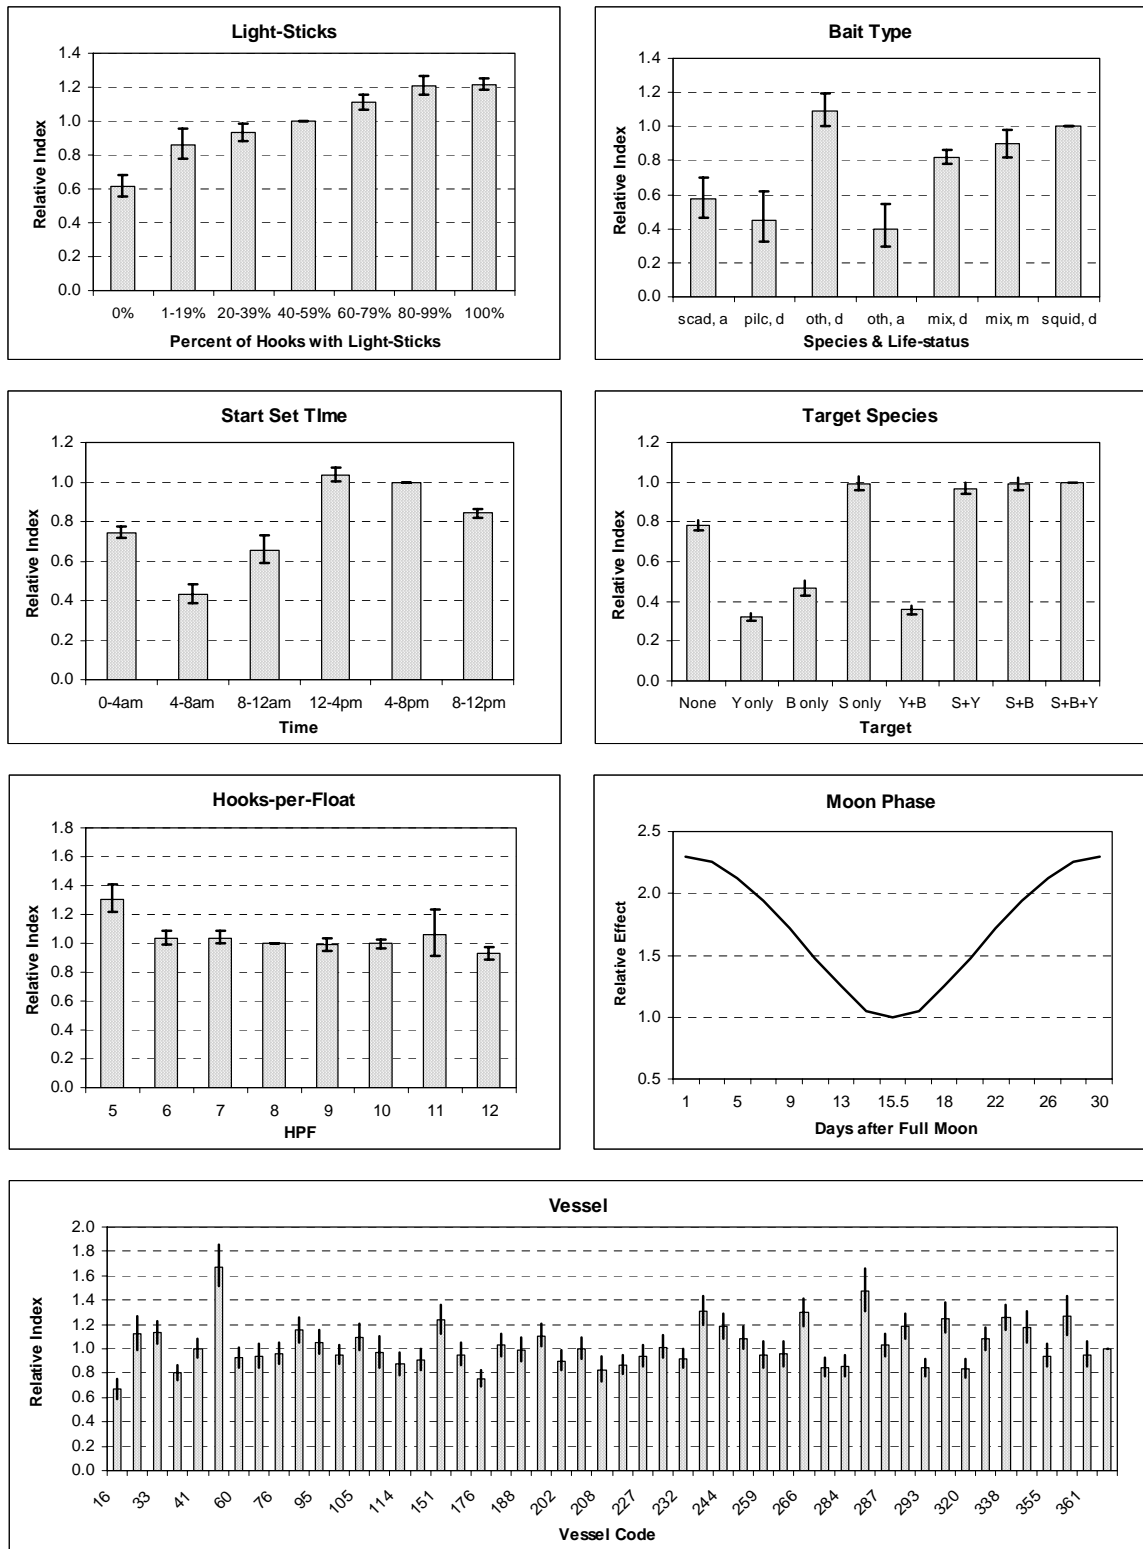 Light-Sticks
1.4
1.2
1.0
0.8
0.6
0.4
0.2
0.0
Relative Index
0% 1-19% 20-39% 40-59% 60-79% 80-99% 100%
Percent of Hooks with Light-Sticks
Bait Type
1.4
1.2
1.0
0.8
0.6
0.4
0.2
0.0
Relative Index
scad, a pilc, d oth, d oth, a mix, d mix, m squid, d
Species & Life-status
Start Set TIme
1.2
1.0
0.8
0.6
0.4
0.2
0.0
Relative Index
0-4am 4-8am 8-12am 12-4pm 4-8pm 8-12pm
Time
Target Species
1.2
1.0
0.8
0.6
0.4
0.2
0.0
Relative Index
None Y only B only S only Y+B S+Y S+B S+B+Y
Target
Hooks-per-Float
1.8
1.6
1.4
1.2
1.0
0.8
0.6
0.4
0.2
0.0
Relative Index
5 6 7 8 9 10 11 12
HPF
Moon Phase
2.5
2.0
1.5
1.0
0.5
Relative Effect
1 5 9 13 15.5 18 22 26 30
Days after Full Moon
Vessel
2.0
1.8
1.6
1.4
1.2
1.0
0.8
0.6
0.4
0.2
0.0
Relative Index
16 33 41 60 76 95 105 114 151 176 188 202 208 227 232 244 259 266 284 287 293 320 338 355 361
Vessel Code